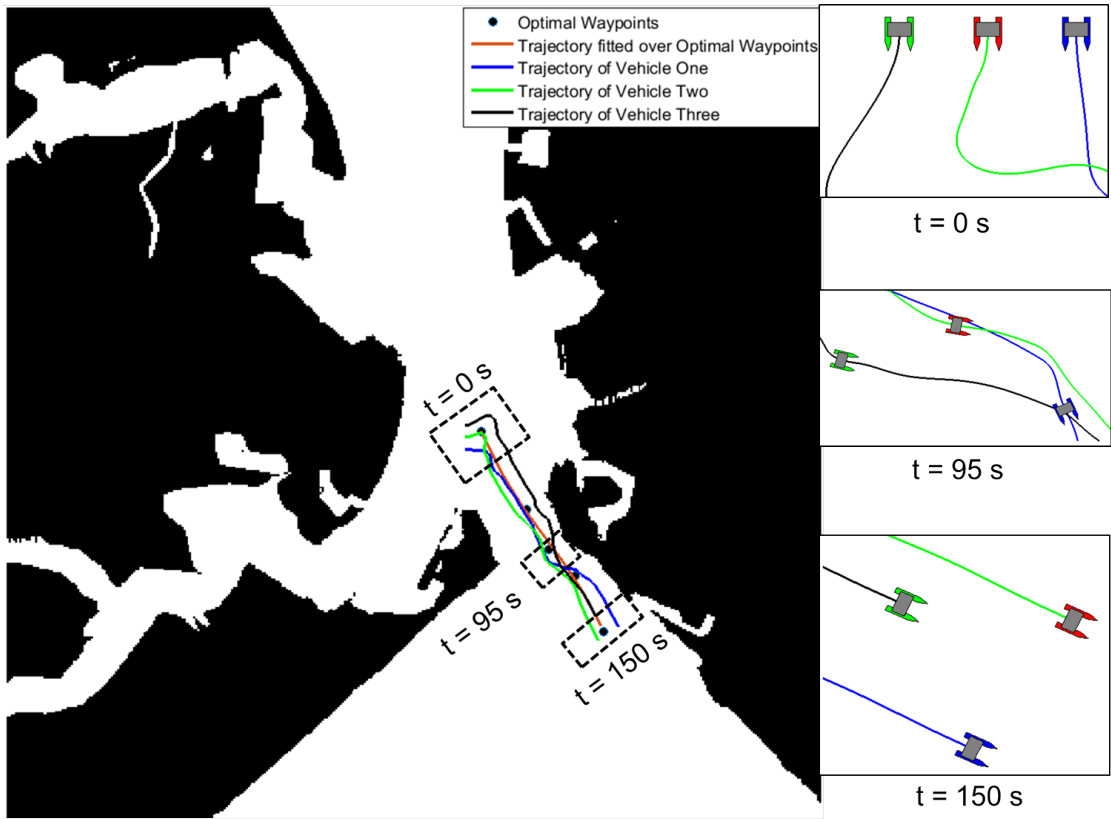 Optimal Waypoints
Trajectory fitted over Optimal Waypoints
Trajectory of Vehicle One
Trajectory of Vehicle Two
Trajectory of Vehicle Three
t = 0 s
t = 95 s
t = 150 s
t = 0 s
t = 95 s
t = 150 s